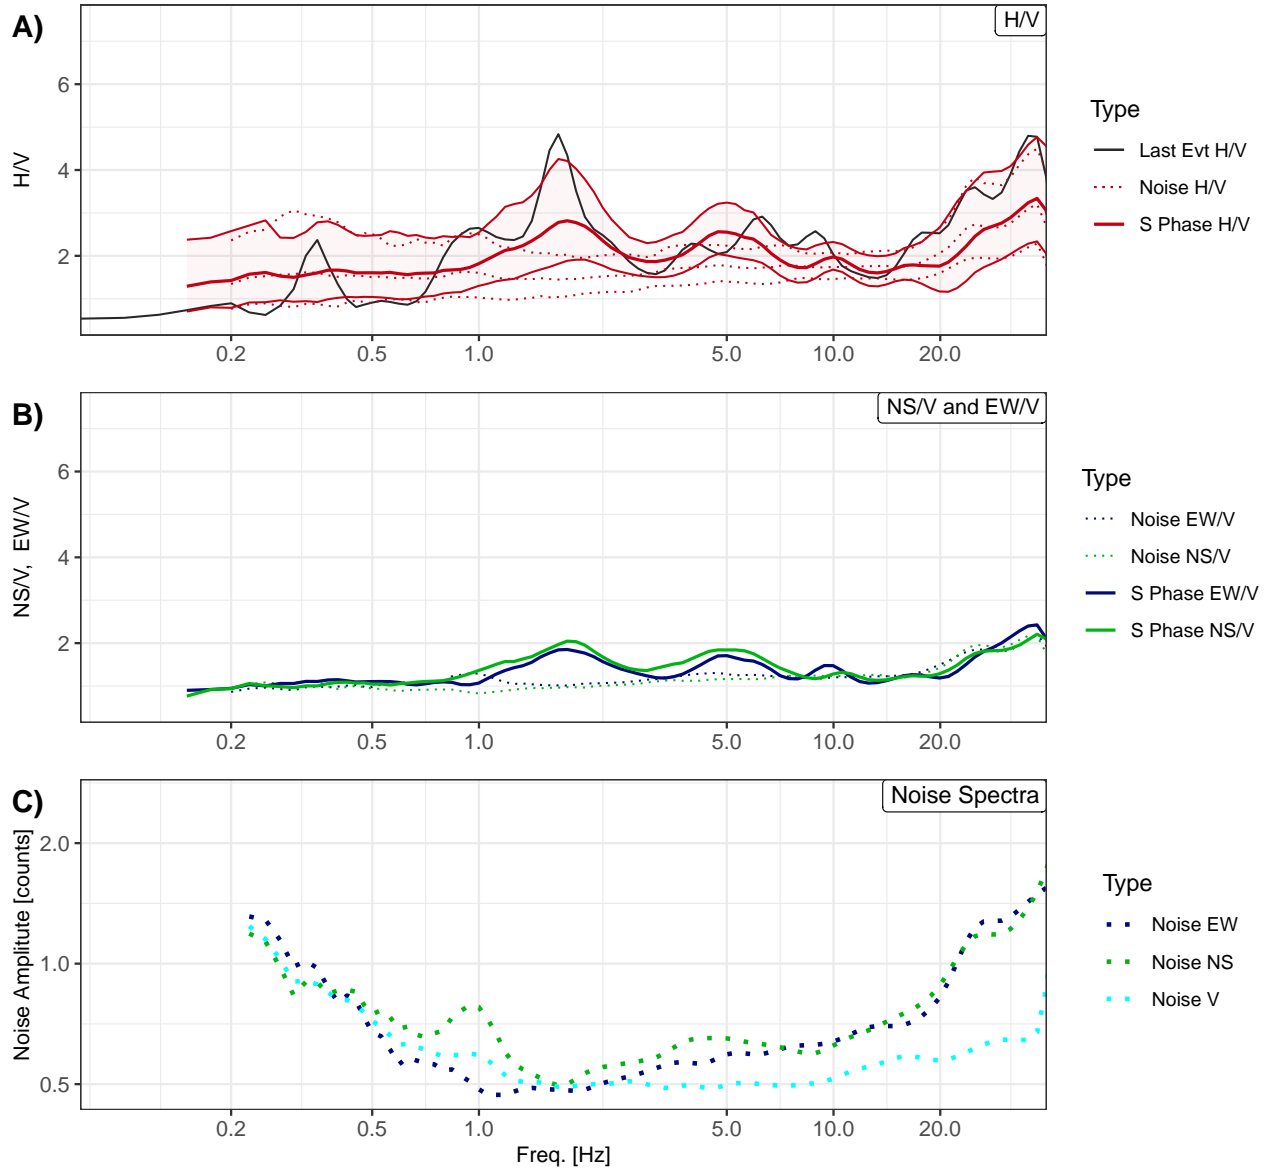 A)
H/V
6
4
2
H/V
0.2 0.5 1.0 5.0 10.0 20.0
Type
Last Evt H/V
Noise H/V
S Phase H/V
B)
NS/V and EW/V
6
4
2
NS/V, EW/V
0.2 0.5 1.0 5.0 10.0 20.0
Type
Noise EW/V
Noise NS/V
S Phase EW/V
S Phase NS/V
C)
Noise Spectra
2.0
1.0
0.5
Noise Amplitute [counts]
0.2 0.5 1.0 5.0 10.0 20.0
Freq. [Hz]
Type
Noise EW
Noise NS
Noise V